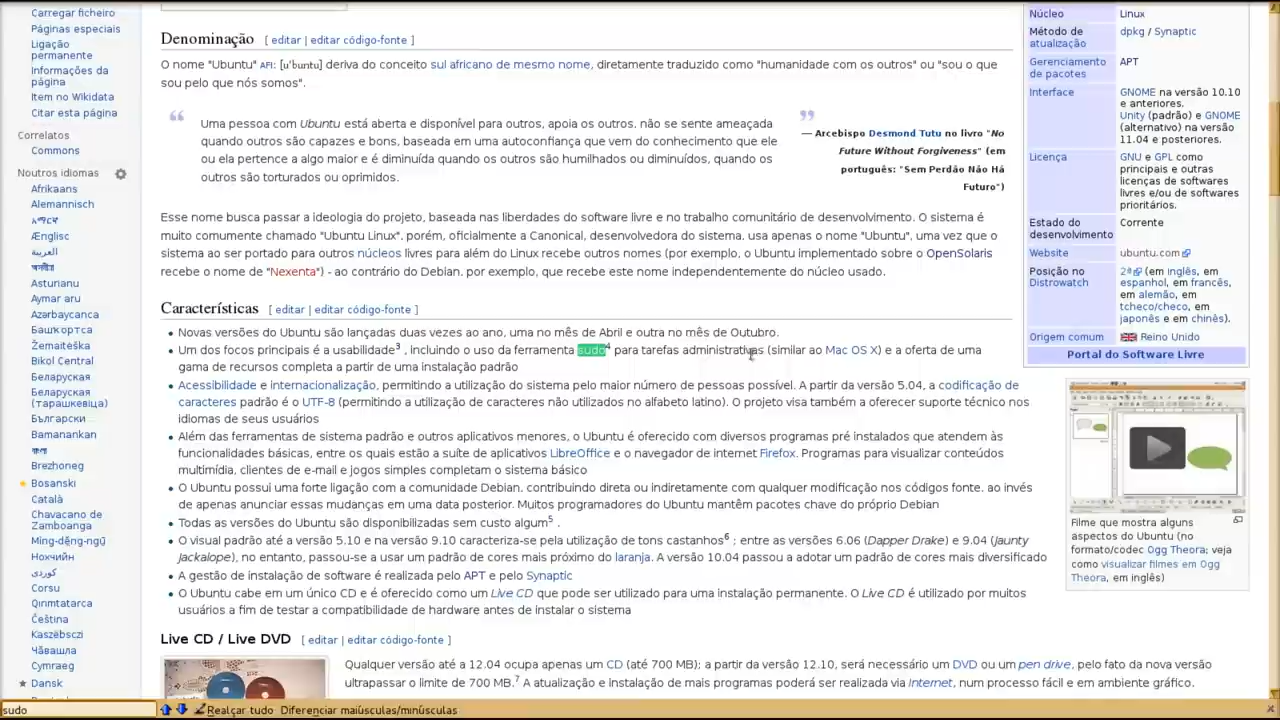 Carregar ficheiro
Páginas especiais
Ligação
permanente
Informações da
página
Item no Wikidata
Citar esta página
Correlatos
Commons
Noutros idiomas
Afrikaans
Alemannisch
አማርኛ
Ænglisc
العربية
অসমীয়া
Asturianu
Aymar aru
Azərbaycanca
Башҡортса
Žemaitėška
Bikol Central
Беларуская
Беларуская
(тарашкевіца)
Български
Bamanankan
বাংলা
Brezhoneg
Bosanski
Català
Chavacano de
Zamboanga
Mìng-dĕ̤ng-ngṳ̄
Нохчийн
کوردی
Corsu
Qırımtatarca
Čeština
Kaszëbsczi
Чӑвашла
Cymraeg
Dansk
Denominação [ editar | editar código-fonte ]
O nome "Ubuntu" AFI: [u'buntu] deriva do conceito sul africano de mesmo nome, diretamente traduzido como "humanidade com os outros" ou "sou o que
sou pelo que nós somos".
“ Uma pessoa com Ubuntu está aberta e disponível para outros, apoia os outros. não se sente ameaçada
quando outros são capazes e bons, baseada em uma autoconfiança que vem do conhecimento que ele
ou ela pertence a algo maior e é diminuída quando os outros são humilhados ou diminuídos, quando os
outros são torturados ou oprimidos. ”
— Arcebispo Desmond Tutu no livro "No
Future Without Forgiveness" (em
português: "Sem Perdão Não Há
Futuro")
Esse nome busca passar a ideologia do projeto, baseada nas liberdades do software livre e no trabalho comunitário de desenvolvimento. O sistema é
muito comumente chamado "Ubuntu Linux", porém, oficialmente a Canonical, desenvolvedora do sistema. usa apenas o nome "Ubuntu", uma vez que o
sistema ao ser portado para outros núcleos livres para além do Linux recebe outros nomes (por exemplo, o Ubuntu implementado sobre o OpenSolaris
recebe o nome de "Nexenta") - ao contrário do Debian. por exemplo, que recebe este nome independentemente do núcleo usado.
Características [ editar | editar código-fonte ]
• Novas versões do Ubuntu são lançadas duas vezes ao ano, uma no mês de Abril e outra no mês de Outubro.
• Um dos focos principais é a usabilidade3 , incluindo o uso da ferramenta sudo4 para tarefas administrativas (similar ao Mac OS X) e a oferta de uma
gama de recursos completa a partir de uma instalação padrão
• Acessibilidade e internacionalização, permitindo a utilização do sistema pelo maior número de pessoas possível. A partir da versão 5.04, a codificação de
caracteres padrão é o UTF-8 (permitindo a utilização de caracteres não utilizados no alfabeto latino). O projeto visa também a oferecer suporte técnico nos
idiomas de seus usuários
• Além das ferramentas de sistema padrão e outros aplicativos menores, o Ubuntu é oferecido com diversos programas pré instalados que atendem às
funcionalidades básicas, entre os quais estão a suíte de aplicativos LibreOffice e o navegador de internet Firefox. Programas para visualizar conteúdos
multimídia, clientes de e-mail e jogos simples completam o sistema básico
• O Ubuntu possui uma forte ligação com a comunidade Debian. contribuindo direta ou indiretamente com qualquer modificação nos códigos fonte. ao invés
de apenas anunciar essas mudanças em uma data posterior. Muitos programadores do Ubuntu mantêm pacotes chave do próprio Debian
• Todas as versões do Ubuntu são disponibilizadas sem custo algum5 .
• O visual padrão até a versão 5.10 e na versão 9.10 caracteriza-se pela utilização de tons castanhos6 ; entre as versões 6.06 (Dapper Drake) e 9.04 (Jaunty
Jackalope), no entanto, passou-se a usar um padrão de cores mais próximo do laranja. A versão 10.04 passou a adotar um padrão de cores mais diversificado
• A gestão de instalação de software é realizada pelo APT e pelo Synaptic
• O Ubuntu cabe em um único CD e é oferecido como um Live CD que pode ser utilizado para uma instalação permanente. O Live CD é utilizado por muitos
usuários a fim de testar a compatibilidade de hardware antes de instalar o sistema
Live CD / Live DVD [ editar | editar código-fonte ]
Qualquer versão até a 12.04 ocupa apenas um CD (até 700 MB); a partir da versão 12.10, será necessário um DVD ou um pen drive, pelo fato da nova versão
ultrapassar o limite de 700 MB.7 A atualização e instalação de mais programas poderá ser realizada via Internet, num processo fácil e em ambiente gráfico.
Núcleo Linux
Método de
atualização dpkg / Synaptic
Gerenciamento
de pacotes APT
Interface GNOME na versão 10.10
e anteriores.
Unity (padrão) e GNOME
(alternativo) na versão
11.04 e posteriores.
Licença GNU e GPL como
principais e outras
licenças de softwares
livres e/ou de softwares
prioritários.
Estado do
desenvolvimento Corrente
Website ubuntu.com
Posição no
Distrowatch 2ª (em inglês, em
espanhol, em francês,
em alemão, em
tcheco/checo, em
japonês e em chinês).
Origem comum Reino Unido
Portal do Software Livre
Filme que mostra alguns
aspectos do Ubuntu (no
formato/codec Ogg Theora; veja
como visualizar filmes em Ogg
Theora, em inglês)
sudo Realçar tudo Diferenciar maiúsculas/minúsculas